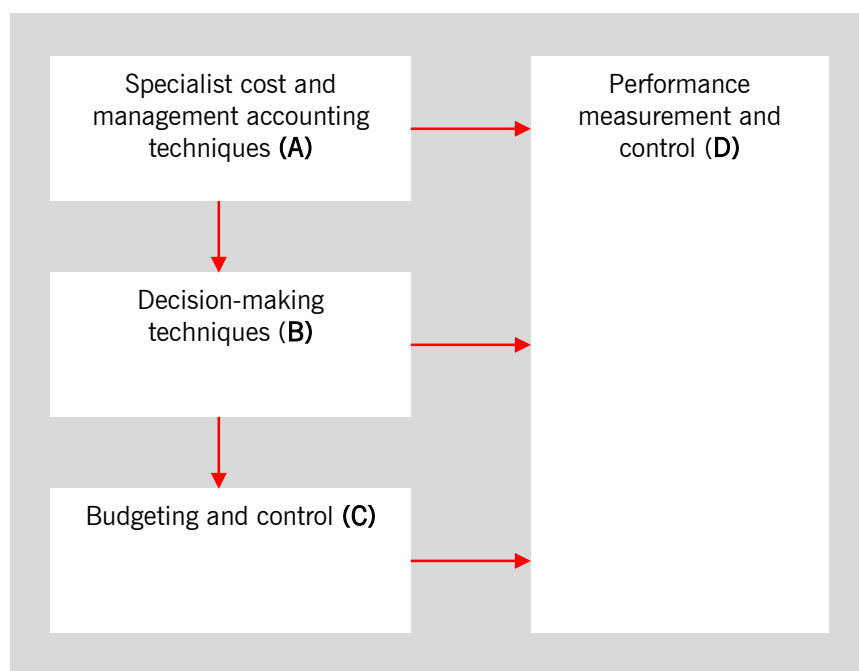 Specialist cost and
management accounting
techniques (A)
Performance
measurement and
control (D)
Decision-making
techniques (B)
Budgeting and control (C)